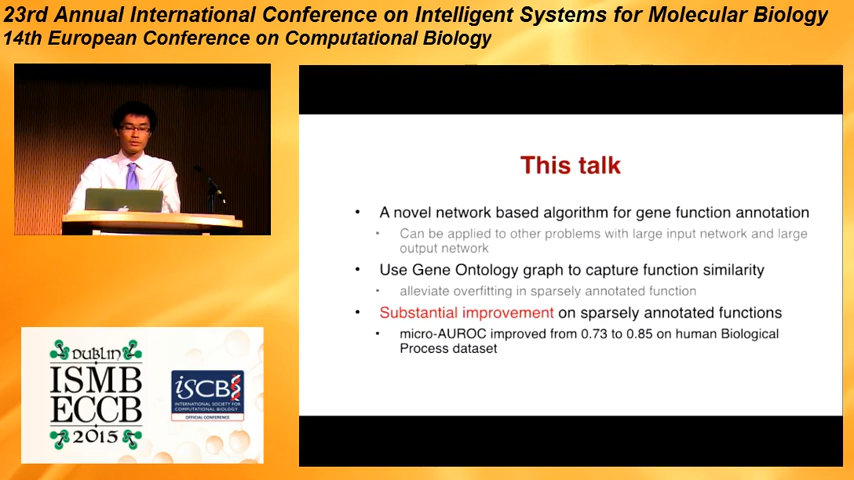 23rd Annual International Conference on Intelligent Systems for Molecular Biology
14th European Conference on Computational Biology
This talk
• A novel network based algorithm for gene function annotation
• Can be applied to other problems with large input network and large
output network
• Use Gene Ontology graph to capture function similarity
• alleviate overfitting in sparsely annotated function
• Substantial improvement on sparsely annotated functions
• micro-AUROC improved from 0.73 to 0.85 on human Biological
Process dataset
DUBLIN
ISMB
ECCB
2015
ISCB
INTERNATIONAL SOCIETY FOR
COMPUTATIONAL BIOLOGY
OFFICIAL CONFERENCE